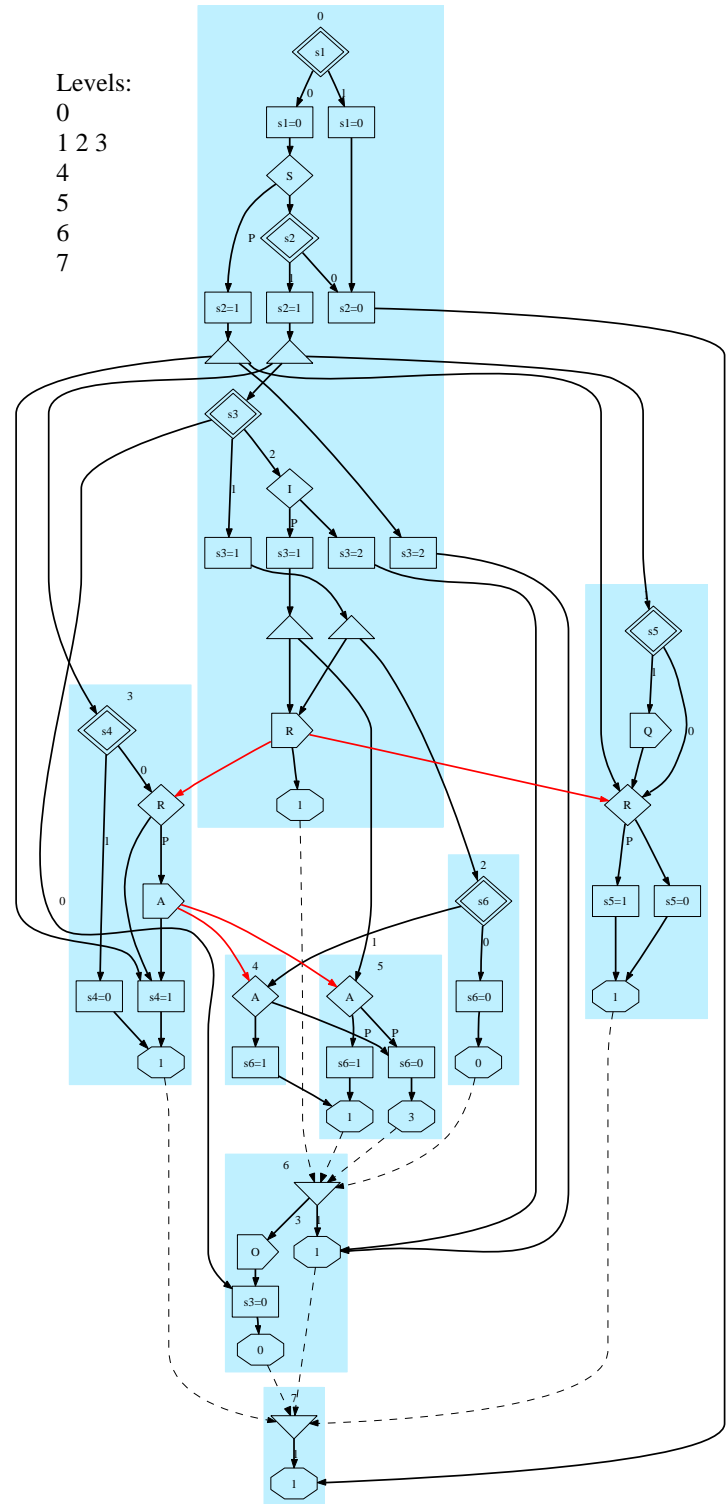 0
s1
Levels:
0
1 2 3
4
5
6
7
0
1
s1=0
s1=0
S
P
s2
1
0
s2=1
s2=1
s2=0
s3
2
1
I
P
s3=1
s3=1
s3=2
s3=2
s5
3
1
s4
R
Q
0
0
1
R
R
P
P
2
0
A
s6
s5=1
s5=0
1
0
4
5
s4=0
s4=1
A
A
s6=0
1
P
P
1
s6=1
s6=1
s6=0
0
1
3
6
3
1
O
1
s3=0
0
7
1
1